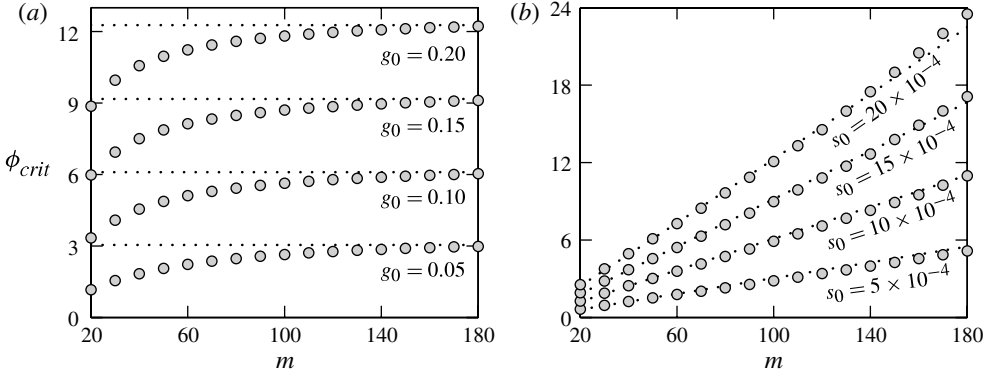 (a)
12
9
6
3
0
ϕcrit
g0 = 0.20
g0 = 0.15
g0 = 0.10
g0 = 0.05
20 60 100 140 180
m
(b)
24
18
12
6
0
s0 = 20 × 10−4
s0 = 15 × 10−4
s0 = 10 × 10−4
s0 = 5 × 10−4
20 60 100 140 180
m